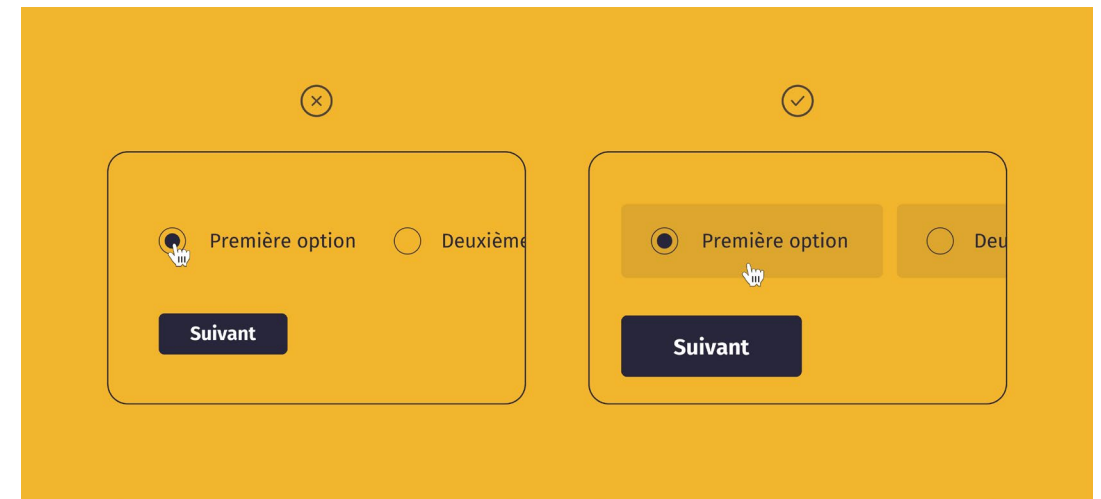 Première option
Deuxième
Suivant
Première option
Deu
Suivant